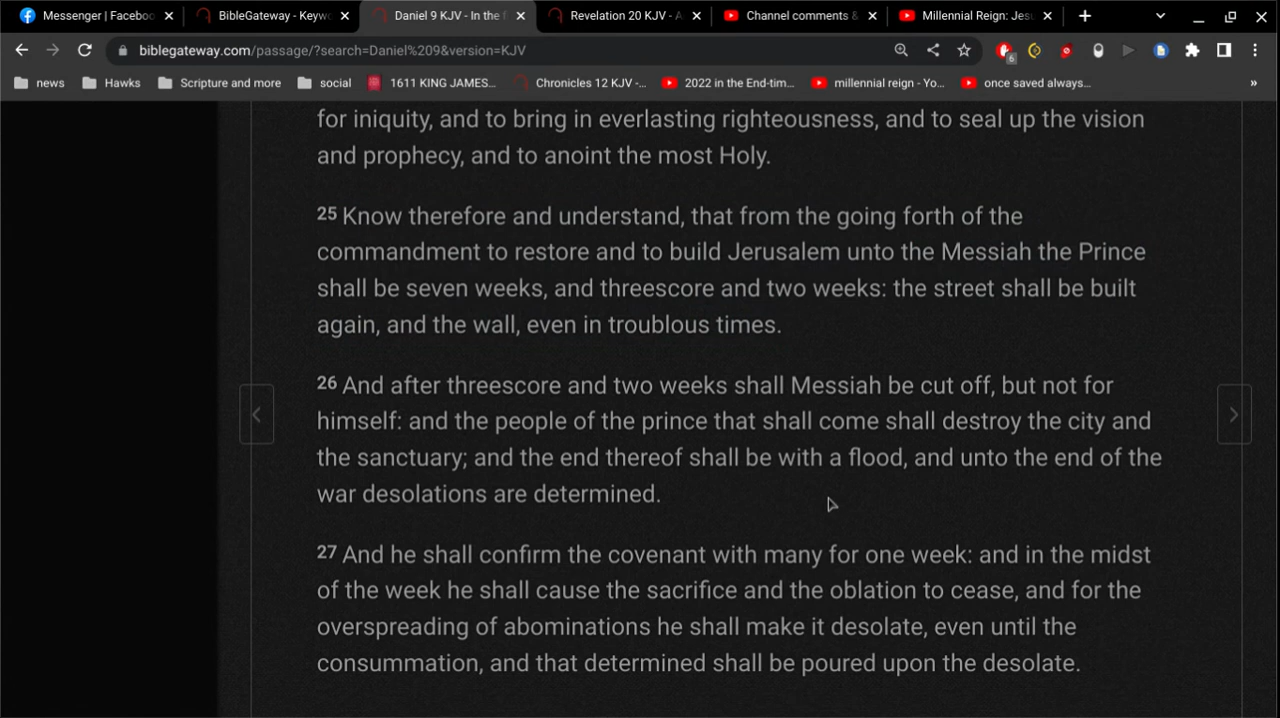 Messenger | Faceboo
BibleGateway - Keyw
Daniel 9 KJV - In the f
Revelation 20 KJV - A
Channel comments &
Millennial Reign: Jesu
biblegateway.com/passage/?search=Daniel%209&version=KJV
6
news
Hawks
Scripture and more
social
1611 KING JAMES...
Chronicles 12 KJV -...
2022 in the End-tim...
millennial reign - Yo...
once saved always...
»
for iniquity, and to bring in everlasting righteousness, and to seal up the vision
and prophecy, and to anoint the most Holy.
25 Know therefore and understand, that from the going forth of the
commandment to restore and to build Jerusalem unto the Messiah the Prince
shall be seven weeks, and threescore and two weeks: the street shall be built
again, and the wall, even in troublous times.
26 And after threescore and two weeks shall Messiah be cut off, but not for
himself: and the people of the prince that shall come shall destroy the city and
the sanctuary; and the end thereof shall be with a flood, and unto the end of the
war desolations are determined.
27 And he shall confirm the covenant with many for one week: and in the midst
of the week he shall cause the sacrifice and the oblation to cease, and for the
overspreading of abominations he shall make it desolate, even until the
consummation, and that determined shall be poured upon the desolate.